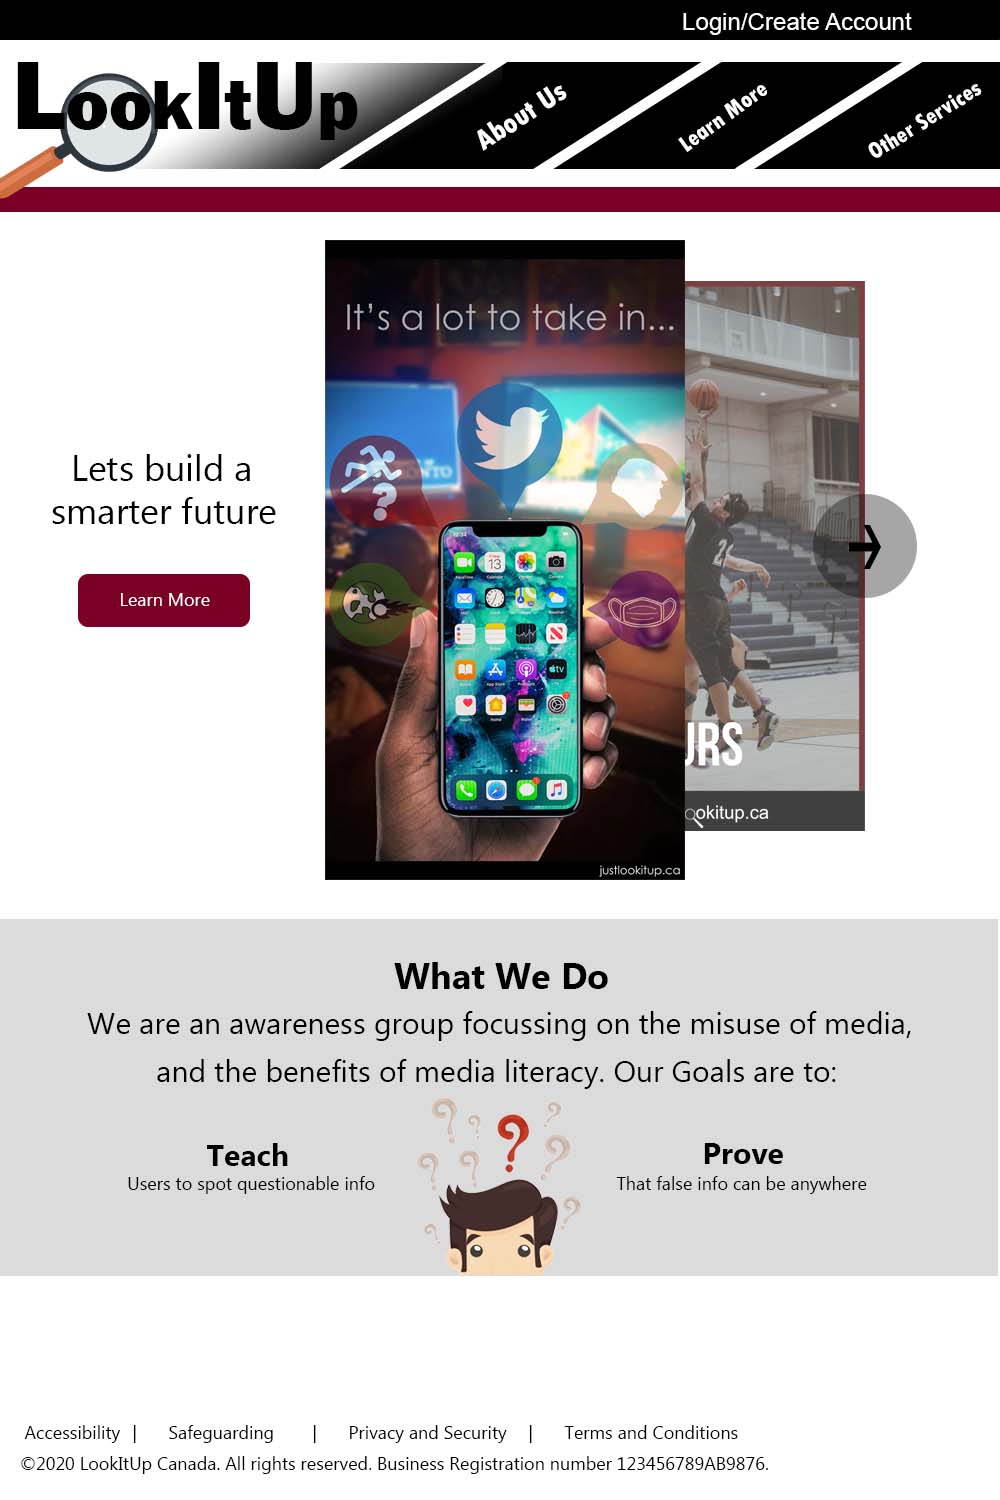 Login/Create Account
LookItUp
About Us
Learn More
Other Services
It's a lot to take in...
Lets build a
smarter future
Learn More
URS
ookitup.ca
justlookitup.ca
What We Do
We are an awareness group focussing on the misuse of media,
and the benefits of media literacy. Our Goals are to:
Teach
Users to spot questionable info
Prove
That false info can be anywhere
Accessibility | Safeguarding | Privacy and Security | Terms and Conditions
©2020 LookItUp Canada. All rights reserved. Business Registration number 123456789AB9876.